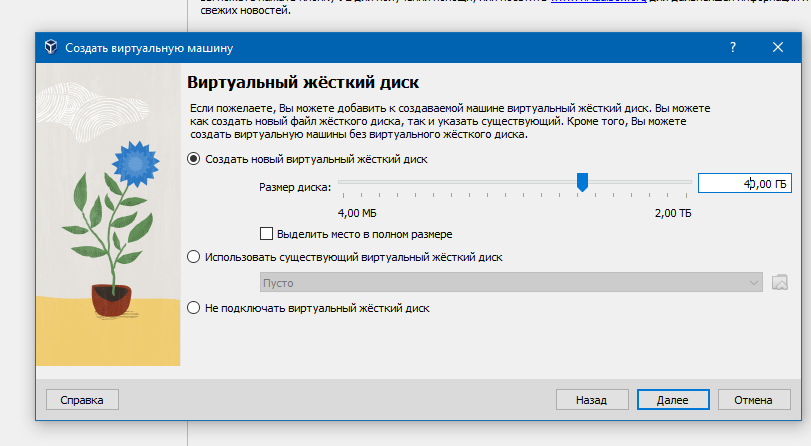 свежих новостей.
Создать виртуальную машину
?
Виртуальный жёсткий диск
Если пожелаете, Вы можете добавить к создаваемой машине виртуальный жёсткий диск. Вы можете
как создать новый файл жёсткого диска, так и указать существующий. Кроме того, Вы можете
создать виртуальную машины без виртуального жёсткого диска.
Создать новый виртуальный жёсткий диск
Размер диска:
40,00 ГБ
4,00 МБ 2,00 ТБ
Выделить место в полном размере
Использовать существующий виртуальный жёсткий диск
Пусто
Не подключать виртуальный жёсткий диск
Справка Назад Далее Отмена